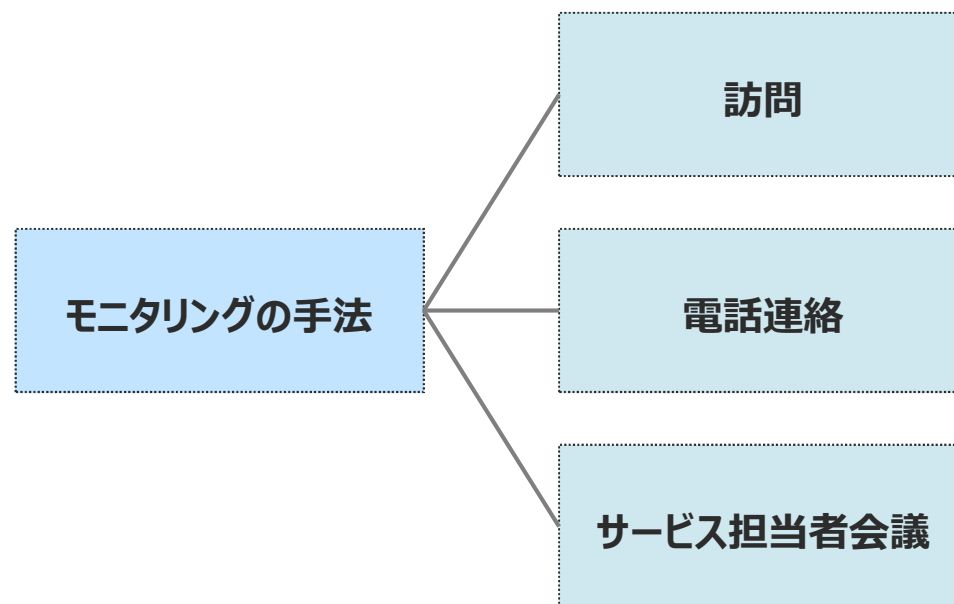 訪問
モニタリングの手法
電話連絡
サービス担当者会議